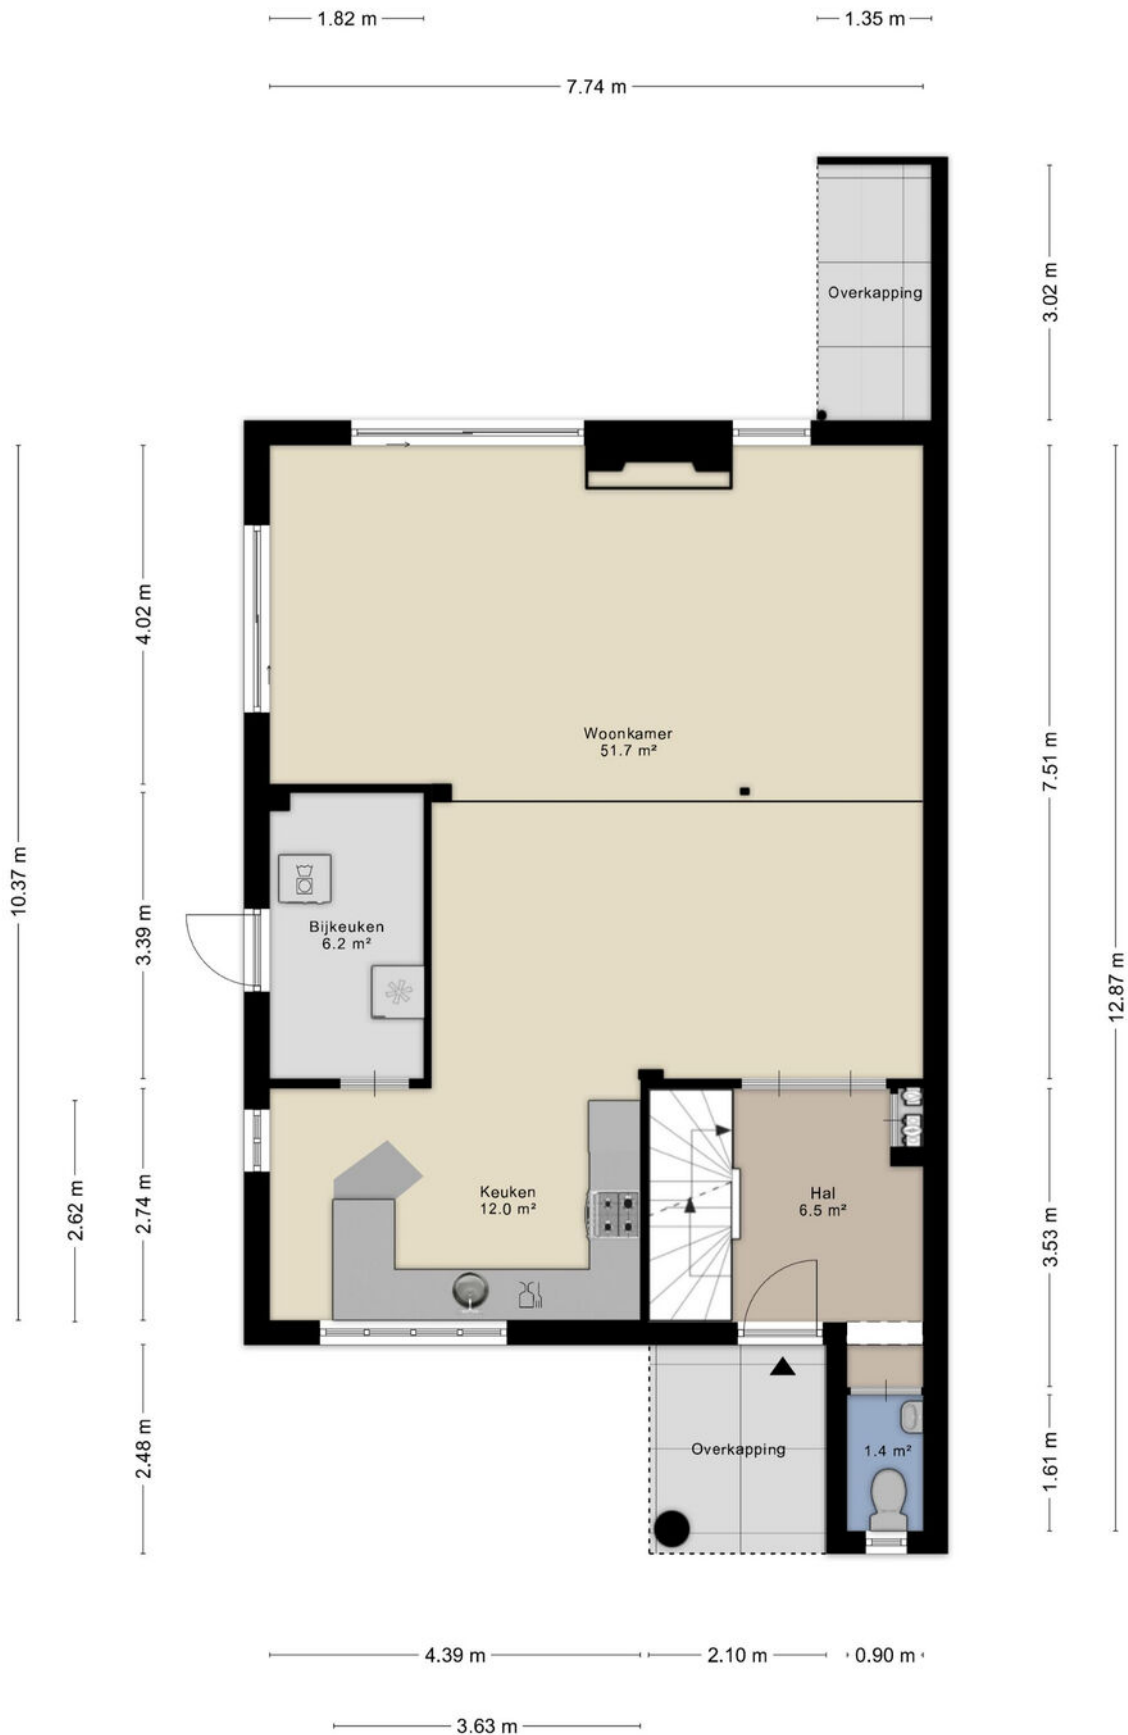 1.82 m
1.35 m
7.74 m
3.02 m
Overkapping
4.02 m
Woonkamer
51.7 m²
7.51 m
10.37 m
3.39 m
Bijkeuken
6.2 m²
12.87 m
2.62 m
2.74 m
Keuken
12.0 m²
Hal
6.5 m²
3.53 m
2.48 m
Overkapping
1.4 m²
1.61 m
4.39 m
2.10 m
0.90 m
3.63 m